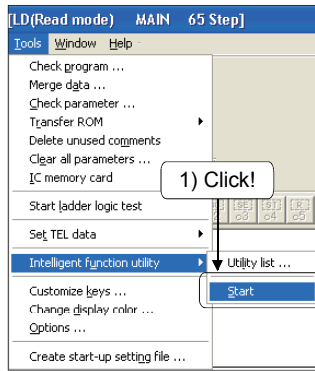 [LD(Read mode) MAIN 65 Step]
Tools Window Help
Check program ...
Merge data ...
Check parameter ...
Transfer ROM
Delete unused comments
Clear all parameters ...
IC memory card
1) Click!
Start ladder logic test
Set TEL data
Intelligent function utility
Utility list ...
Customize keys ...
Start
Change display color ...
Options ...
Create start-up setting file ...